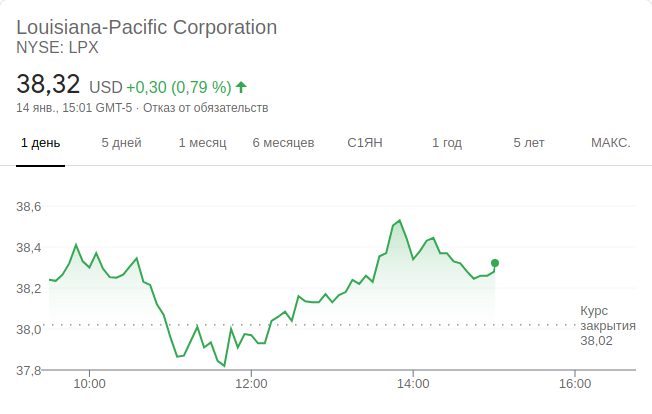 Louisiana-Pacific Corporation
NYSE: LPX
38,32 USD +0,30 (0,79 %)
14 янв., 15:01 GMT-5 · Отказ от обязательств
1 день 5 дней 1 месяц 6 месяцев С1ЯН 1 год 5 лет МАКС.
38,6
38,4
38,2
38,0
37,8
Курс
закрытия
38,02
10:00 12:00 14:00 16:00